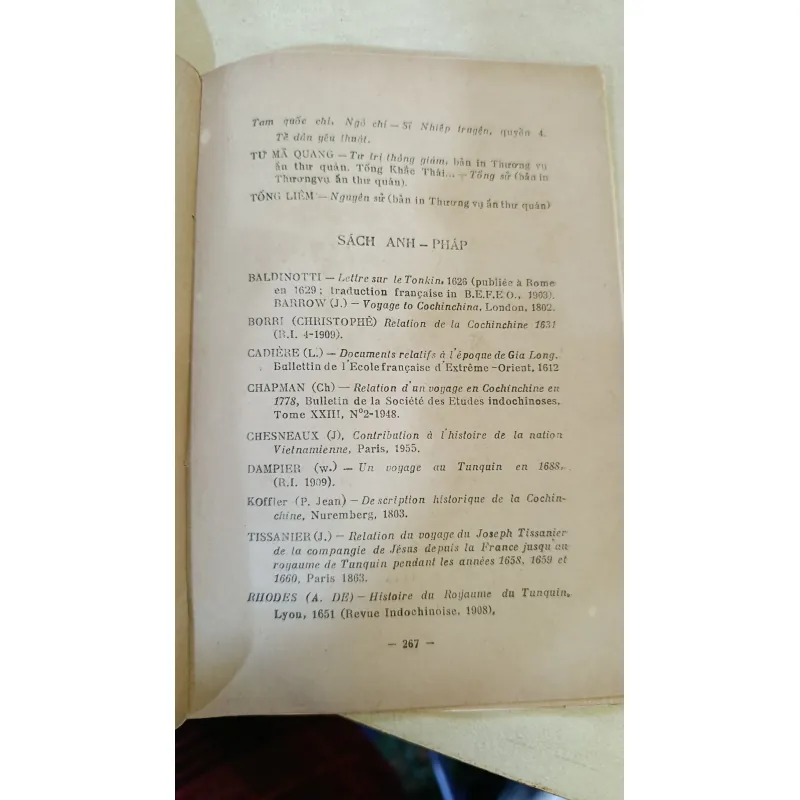 Tam quốc chí, Ngô chí — Sĩ Nhiếp truyện, quyển 4.
Tề dân yếu thuật.
TƯ MÃ QUANG — Tư trị thông giám, bản in Thương vụ
ấn thư quán. Tống Khắc Thái... — Tống sử (bản in
Thươngvụ ấn thư quán).
TỐNG LIÊM — Nguyên sử (bản in Thương vụ ấn thư quán)
SÁCH ANH — PHÁP
BALDINOTTI — Lettre sur le Tonkin, 1626 (publiée à Rome
en 1629; traduction française in B.E.F.E O., 1903).
BARROW (J.) — Voyage to Cochinchina, London, 1802.
BORRI (CHRISTOPHÉ) Relation de la Cochinchine 1631
(R.I. 4-1909).
CADIÈRE (L.) — Documents relatifs à l'époque de Gia Long.
Ballettin de l'Ecole française d'Extrême -Orient, 1612
CHAPMAN (Ch) — Relation d'an voyage en Cochinchine en
1778, Bulletin de la Société des Etudes indochinoses,
Tome XXIII, N°2-1948.
CHESNEAUX (J), Contribution à l'histoire de la nation
Vietnamienne, Paris, 1955.
DAMPIER (w.) — Un voyage au Tunquin en 1688.
(R.I. 1909).
Koffler (P. Jean) — De scription historique de la Cochin-
chine, Nuremberg, 1803.
TISSANIER (J.) — Relation du voyage du Joseph Tissanier
de la compangie de Jésus depuis la France jusqu'au
royaume de Tunquin pendant les années 1658, 1659 et
1660, Paris 1863.
RHODES (A. DE) — Histoire du Royaume du Tunquin,
Lyou, 1651 (Revue Indochinoise, 1908),
— 267 —